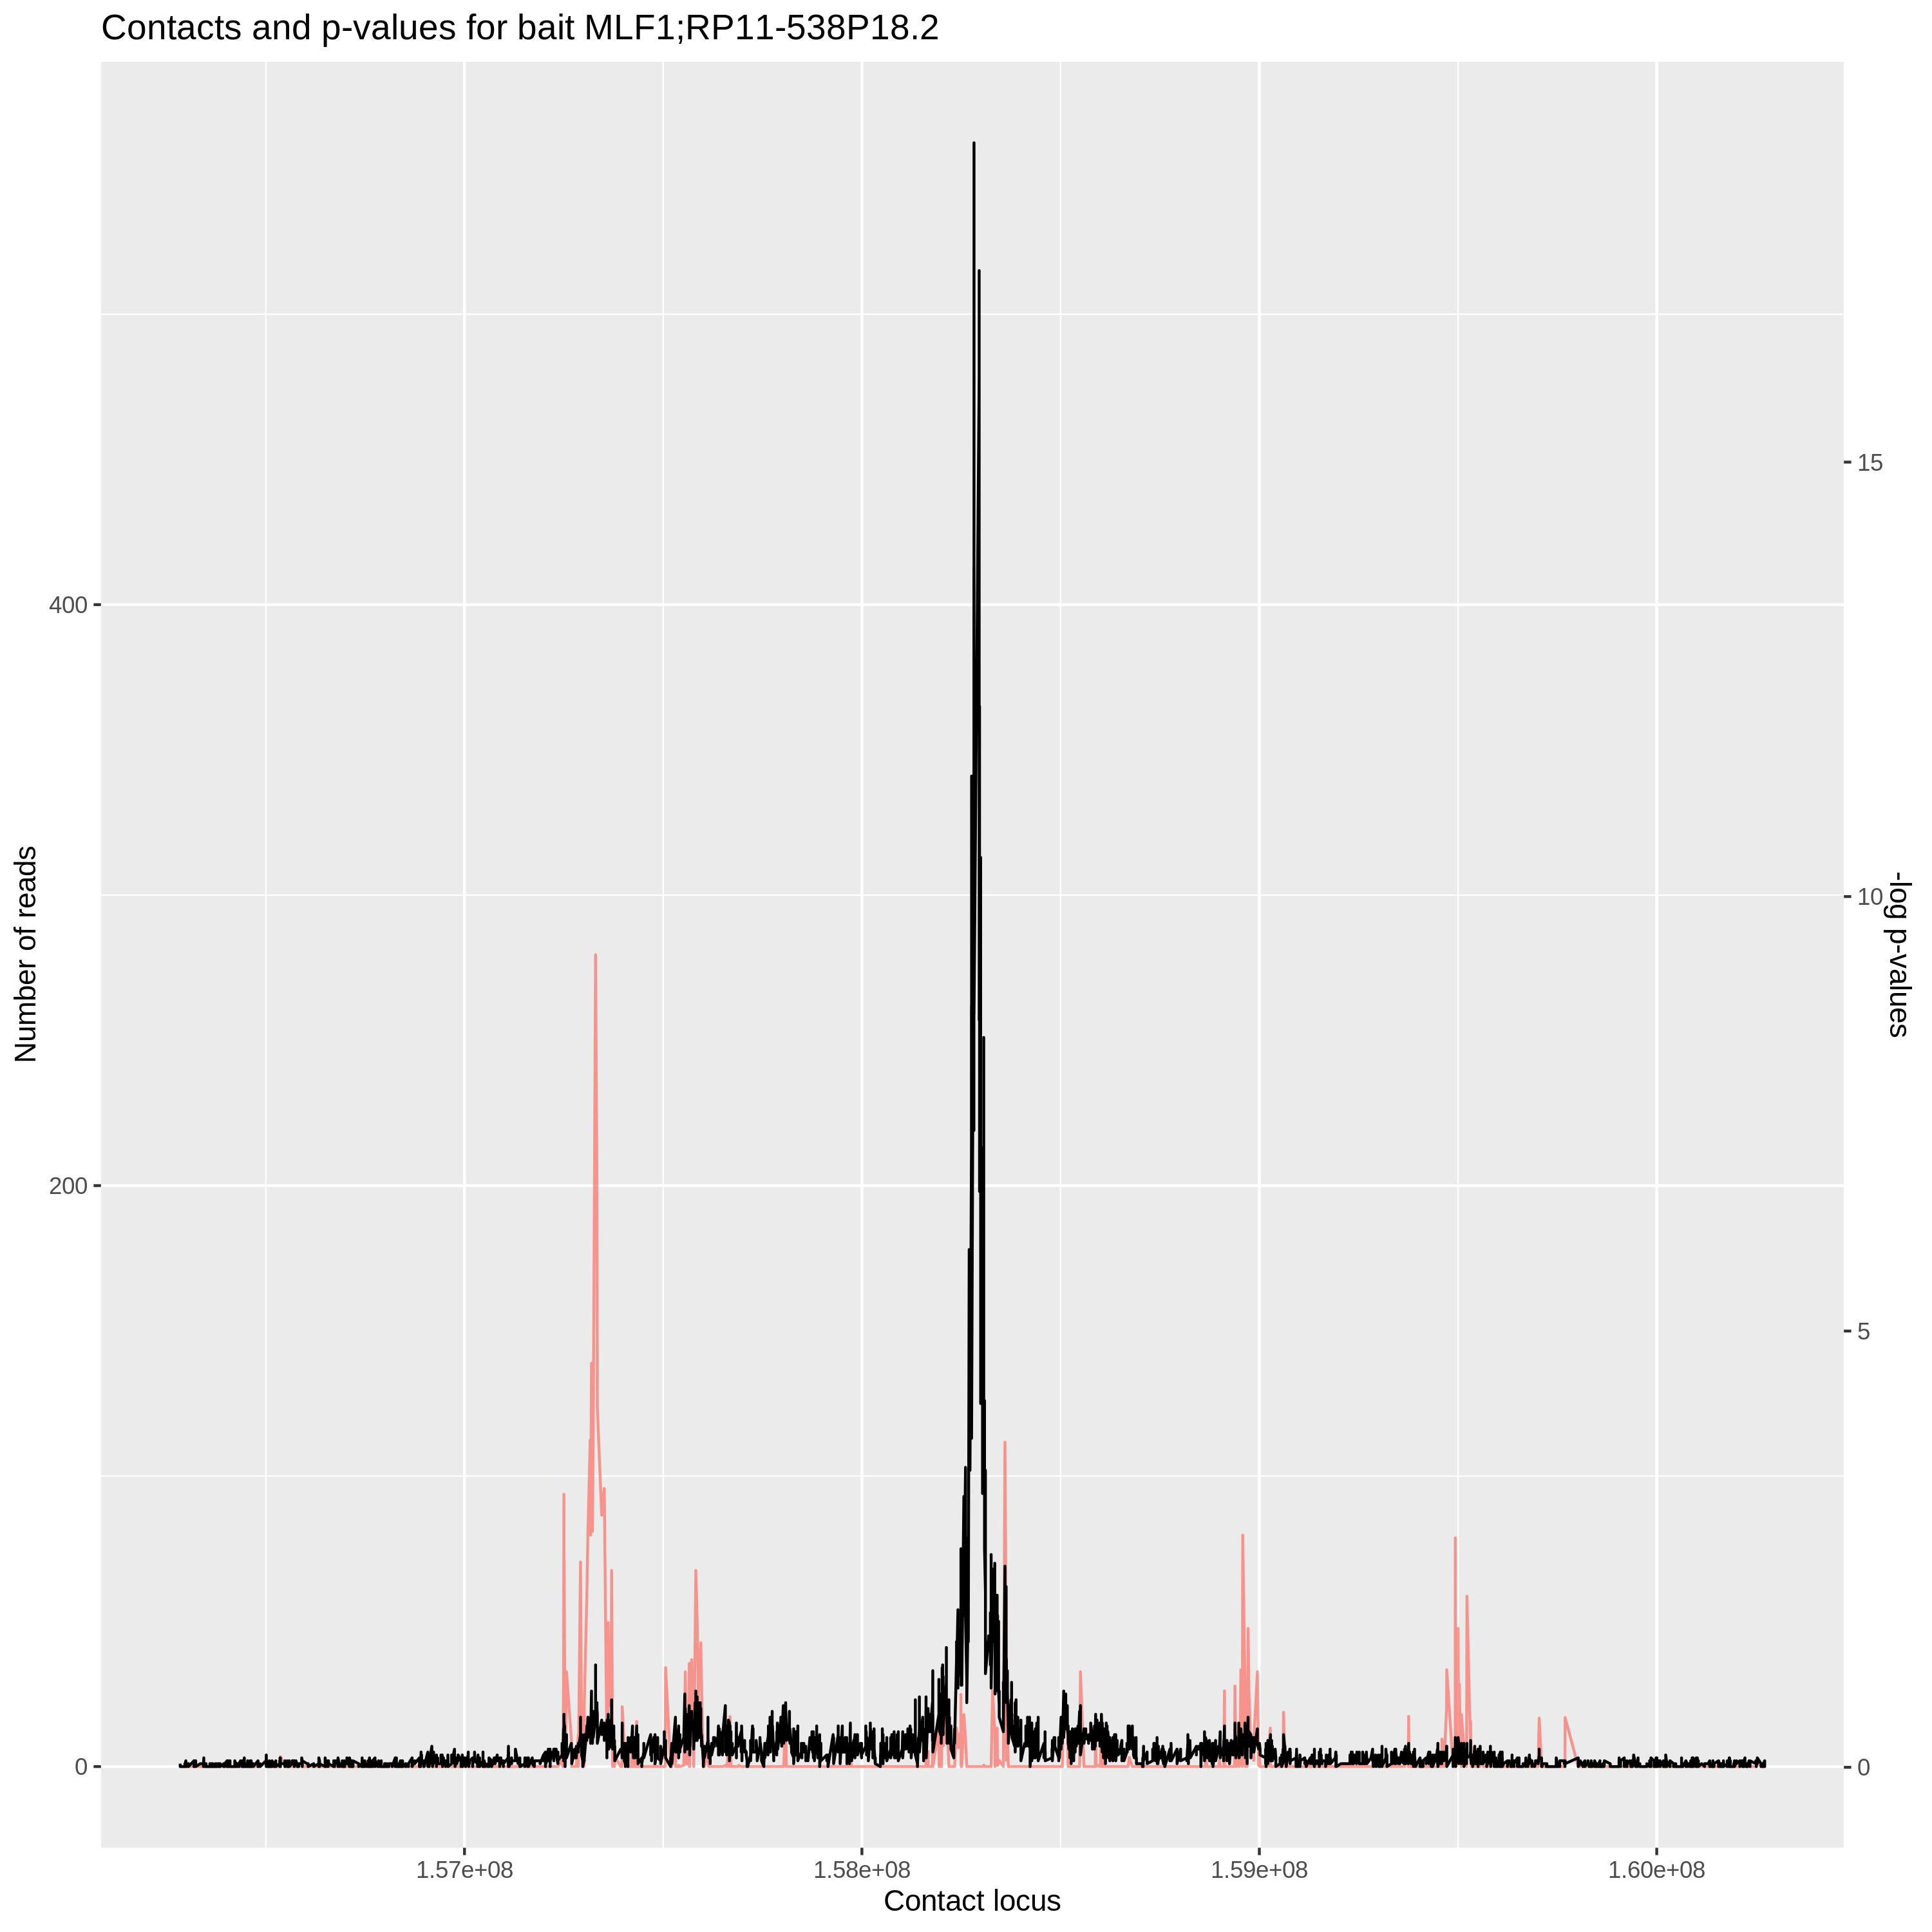 Contacts and p-values for bait MLF1;RP11-538P18.2
Number of reads
400
200
0
15
10
5
0
-log p-values
1.57e+08
1.58e+08
1.59e+08
1.60e+08
Contact locus